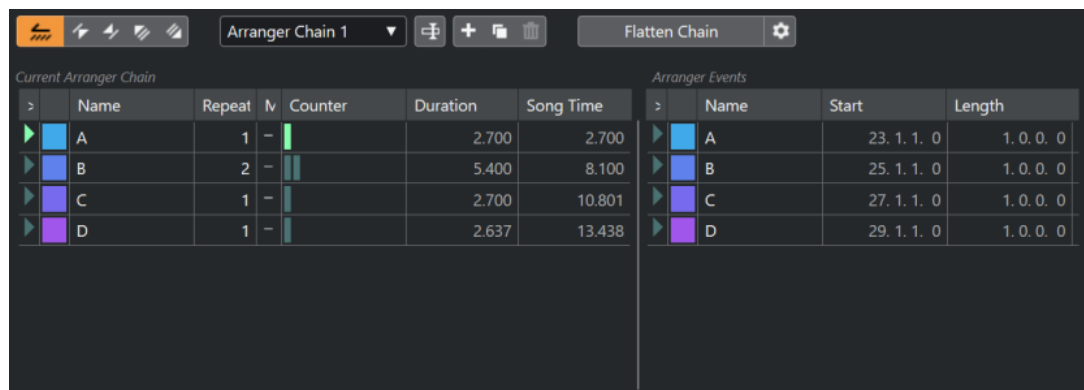 Arranger Chain 1 Flatten Chain
Current Arranger Chain Arranger Events
Name Repeat M Counter Duration Song Time Name Start Length
A 1 – 2.700 2.700 A 23. 1. 1. 0 1. 0. 0. 0
B 2 – 5.400 8.100 B 25. 1. 1. 0 1. 0. 0. 0
C 1 – 2.700 10.801 C 27. 1. 1. 0 1. 0. 0. 0
D 1 – 2.637 13.438 D 29. 1. 1. 0 1. 0. 0. 0